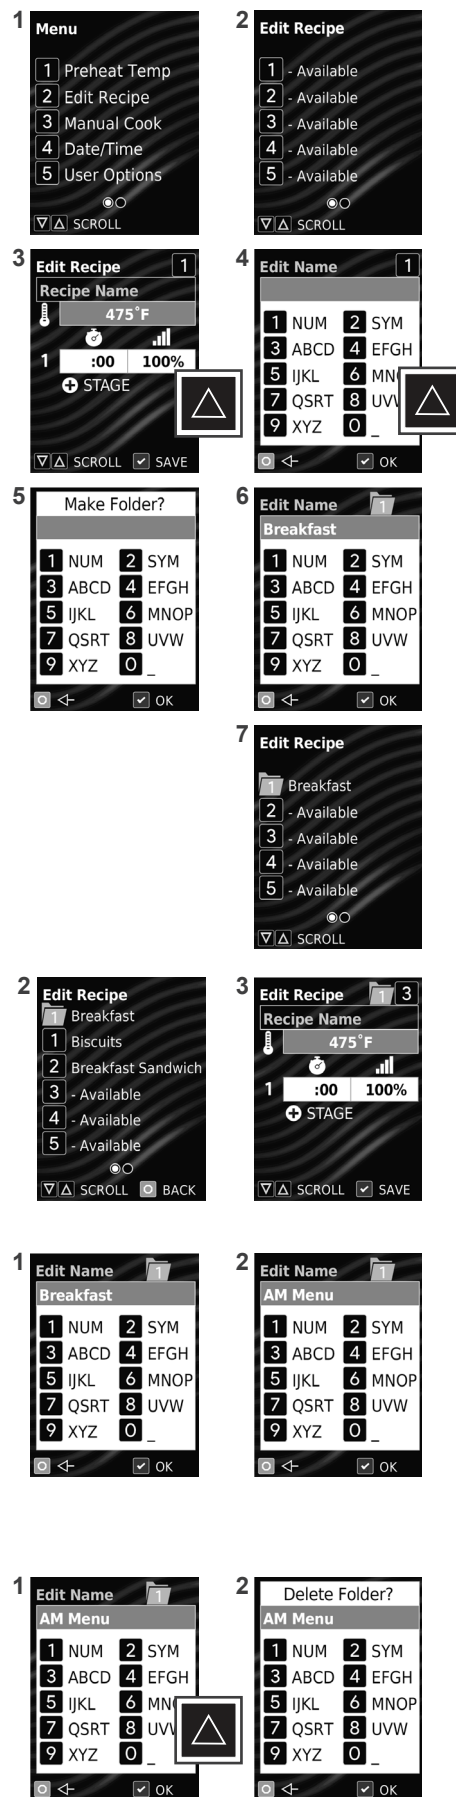 1
Menu
1 Preheat Temp
2 Edit Recipe
3 Manual Cook
4 Date/Time
5 User Options
SCROLL
2
Edit Recipe
1 - Available
2 - Available
3 - Available
4 - Available
5 - Available
SCROLL
3
Edit Recipe 1
Recipe Name
475°F
1 :00 100%
STAGE
SCROLL SAVE
4
Edit Name 1
1 NUM 2 SYM
3 ABCD 4 EFGH
5 IJKL 6 MN
7 QSRT 8 UV
9 XYZ 0 _
OK
5
Make Folder?
1 NUM 2 SYM
3 ABCD 4 EFGH
5 IJKL 6 MNOP
7 QSRT 8 UVW
9 XYZ 0 _
OK
6
Edit Name 1
Breakfast
1 NUM 2 SYM
3 ABCD 4 EFGH
5 IJKL 6 MNOP
7 QSRT 8 UVW
9 XYZ 0 _
OK
7
Edit Recipe
1 Breakfast
2 - Available
3 - Available
4 - Available
5 - Available
SCROLL
2
Edit Recipe
1 Breakfast
1 Biscuits
2 Breakfast Sandwich
3 - Available
4 - Available
5 - Available
SCROLL BACK
3
Edit Recipe 1 3
Recipe Name
475°F
1 :00 100%
STAGE
SCROLL SAVE
1
Edit Name 1
Breakfast
1 NUM 2 SYM
3 ABCD 4 EFGH
5 IJKL 6 MNOP
7 QSRT 8 UVW
9 XYZ 0 _
OK
2
Edit Name 1
AM Menu
1 NUM 2 SYM
3 ABCD 4 EFGH
5 IJKL 6 MNOP
7 QSRT 8 UVW
9 XYZ 0 _
OK
1
Edit Name 1
AM Menu
1 NUM 2 SYM
3 ABCD 4 EFGH
5 IJKL 6 MN
7 QSRT 8 UV
9 XYZ 0 _
OK
2
Delete Folder?
AM Menu
1 NUM 2 SYM
3 ABCD 4 EFGH
5 IJKL 6 MNOP
7 QSRT 8 UVW
9 XYZ 0 _
OK